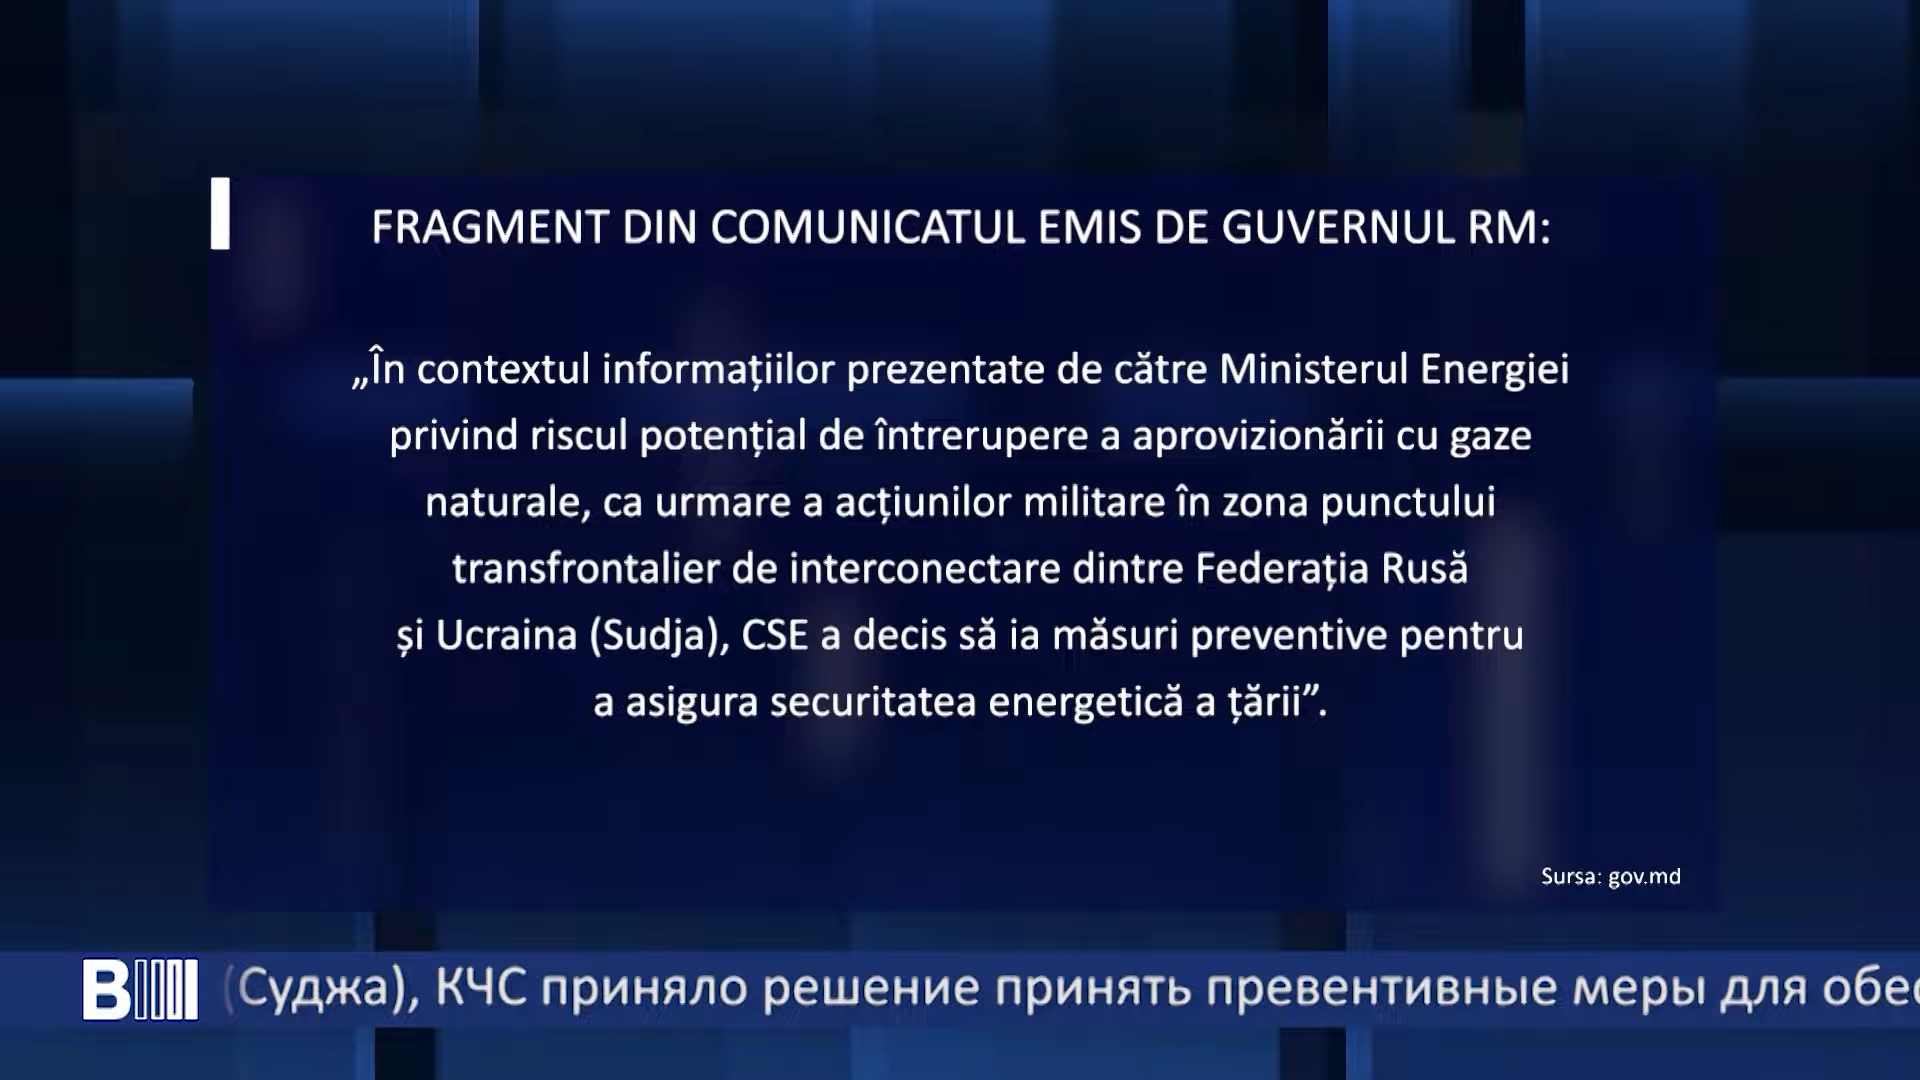 FRAGMENT DIN COMUNICATUL EMIS DE GUVERNUL RM:
„În contextul informațiilor prezentate de către Ministerul Energiei
privind riscul potențial de întrerupere a aprovizionării cu gaze
naturale, ca urmare a acțiunilor militare în zona punctului
transfrontalier de interconectare dintre Federația Rusă
și Ucraina (Sudja), CSE a decis să ia măsuri preventive pentru
a asigura securitatea energetică a țării”.
Sursa: gov.md
B (Суджа), КЧС приняло решение принять превентивные меры для